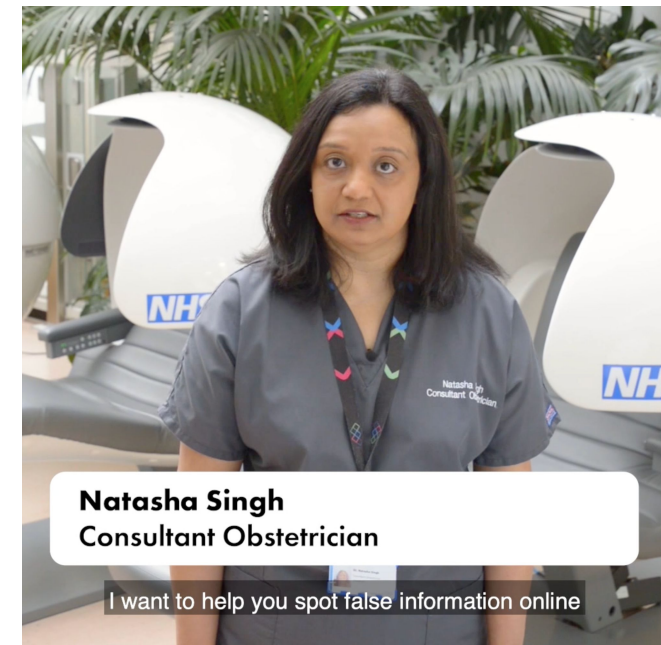 NHS
NH
Natasha
Consultant
Natasha Singh
Consultant Obstetrician
I want to help you spot false information online